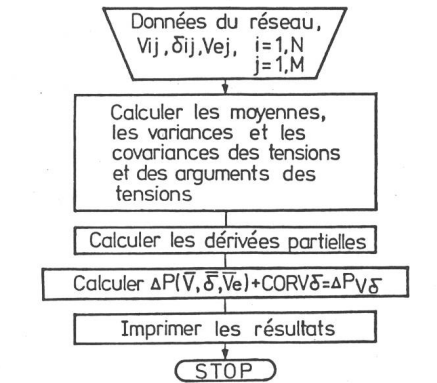 Données du réseau,
Vij, δij, Vej, i=1,N
j=1,M
Calculer les moyennes,
les variances et les
covariances des tensions
et des arguments des
tensions
Calculer les dérivées partielles
Calculer ΔP(V̅, δ̅, V̅e)+CORVδ=ΔPVδ
Imprimer les résultats
STOP